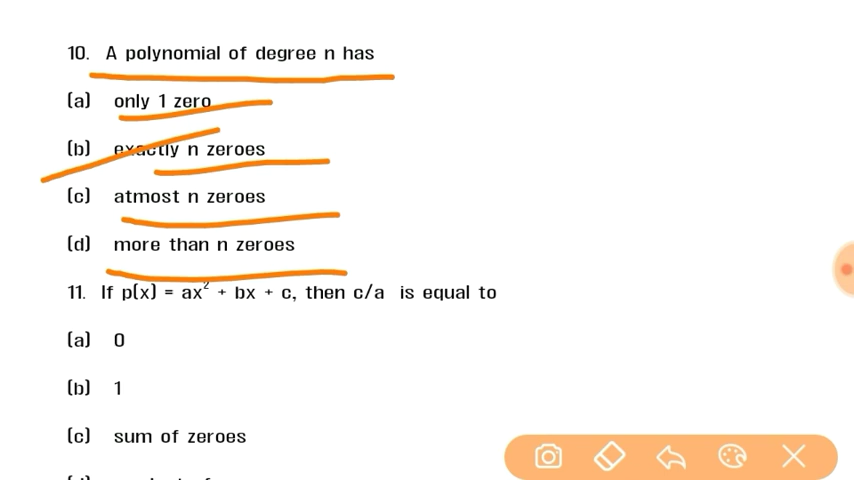 10. A polynomial of degree n has
(a) only 1 zero
(b) exactly n zeroes
(c) atmost n zeroes
(d) more than n zeroes
11. If p(x) = ax² + bx + c, then c/a is equal to
(a) 0
(b) 1
(c) sum of zeroes